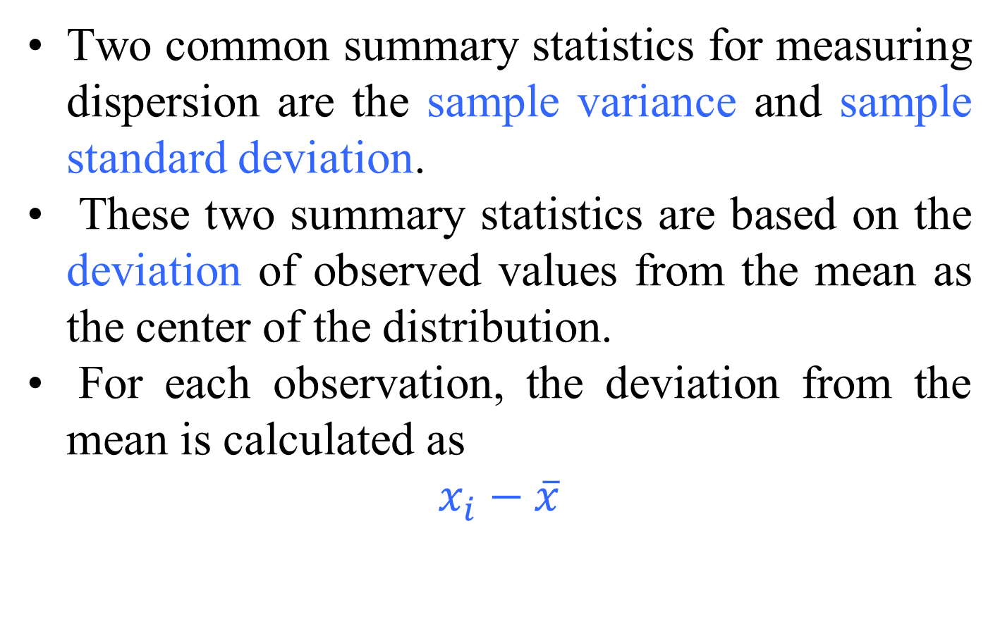 • Two common summary statistics for measuring
dispersion are the sample variance and sample
standard deviation.
• These two summary statistics are based on the
deviation of observed values from the mean as
the center of the distribution.
• For each observation, the deviation from the
mean is calculated as
xᵢ − x̄